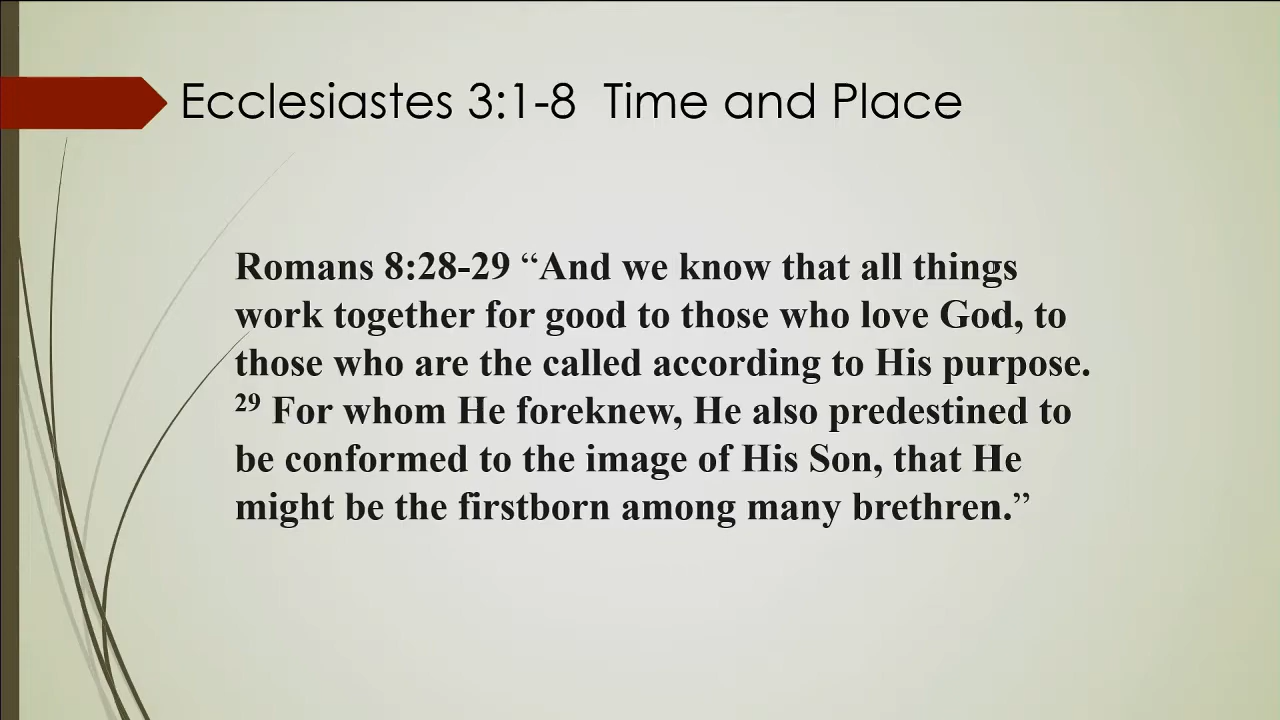 Ecclesiastes 3:1-8  Time and Place
Romans 8:28-29 “And we know that all things
work together for good to those who love God, to
those who are the called according to His purpose.
29 For whom He foreknew, He also predestined to
be conformed to the image of His Son, that He
might be the firstborn among many brethren.”